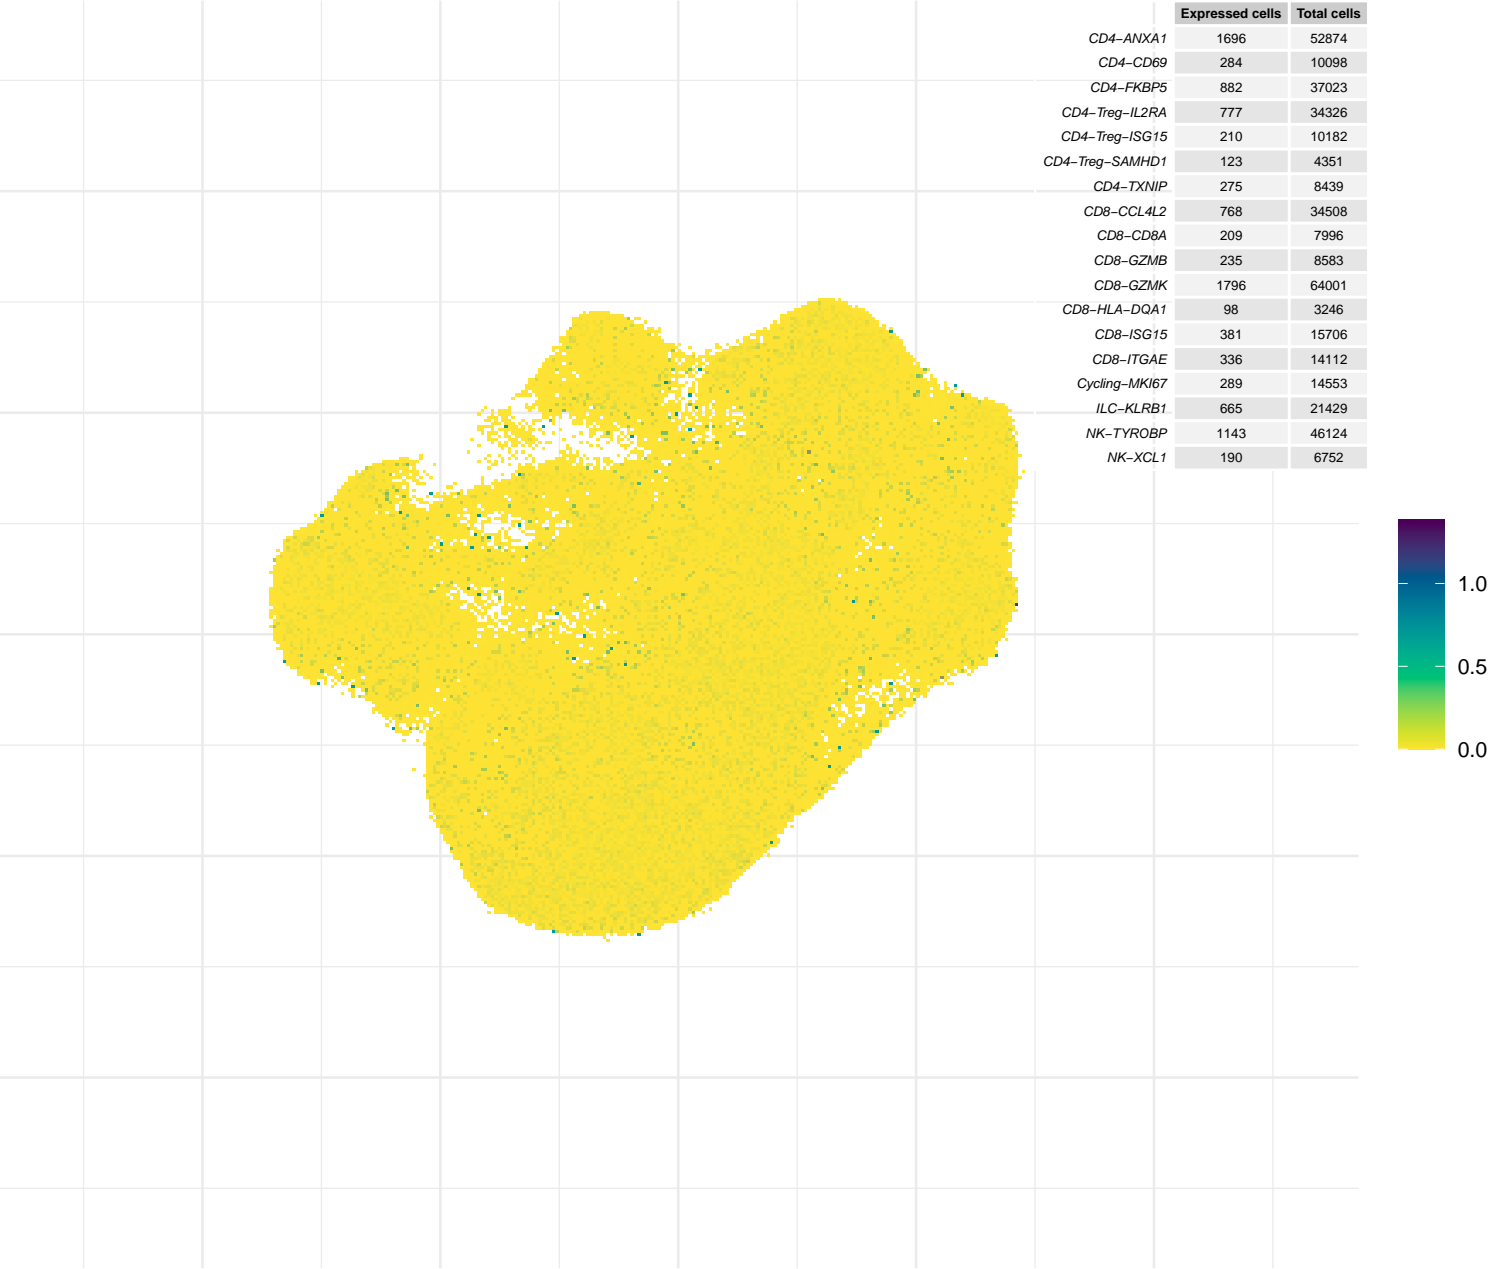 Expressed cells Total cells
CD4−ANXA1 1696 52874
CD4−CD69 284 10098
CD4−FKBP5 882 37023
CD4−Treg−IL2RA 777 34326
CD4−Treg−ISG15 210 10182
CD4−Treg−SAMHD1 123 4351
CD4−TXNIP 275 8439
CD8−CCL4L2 768 34508
CD8−CD8A 209 7996
CD8−GZMB 235 8583
CD8−GZMK 1796 64001
CD8−HLA−DQA1 98 3246
CD8−ISG15 381 15706
CD8−ITGAE 336 14112
Cycling−MKI67 289 14553
ILC−KLRB1 665 21429
NK−TYROBP 1143 46124
NK−XCL1 190 6752
1.0
0.5
0.0